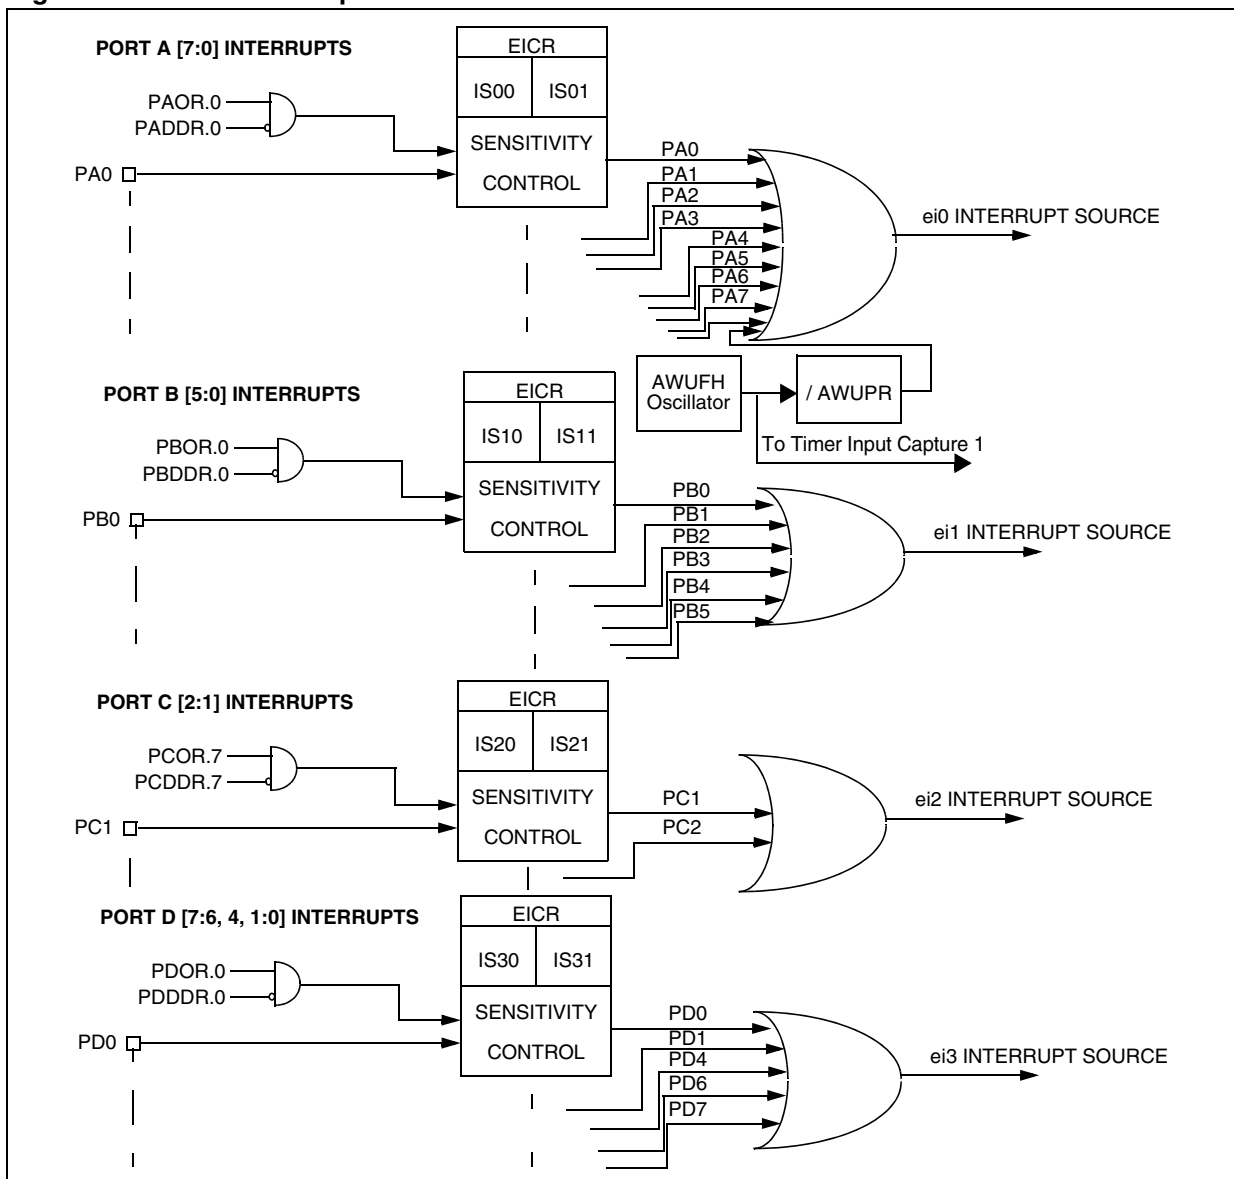 PORT A [7:0] INTERRUPTS
EICR
IS00 IS01
PAOR.0
PADDR.0
SENSITIVITY
CONTROL
PA0
PA0
PA1
PA2
PA3
PA4
PA5
PA6
PA7
ei0 INTERRUPT SOURCE
AWUFH
Oscillator
/ AWUPR
To Timer Input Capture 1
PORT B [5:0] INTERRUPTS
EICR
IS10 IS11
PBOR.0
PBDDR.0
SENSITIVITY
CONTROL
PB0
PB0
PB1
PB2
PB3
PB4
PB5
ei1 INTERRUPT SOURCE
PORT C [2:1] INTERRUPTS
EICR
IS20 IS21
PCOR.7
PCDDR.7
SENSITIVITY
CONTROL
PC1
PC1
PC2
ei2 INTERRUPT SOURCE
PORT D [7:6, 4, 1:0] INTERRUPTS
EICR
IS30 IS31
PDOR.0
PDDDR.0
SENSITIVITY
CONTROL
PD0
PD0
PD1
PD4
PD6
PD7
ei3 INTERRUPT SOURCE